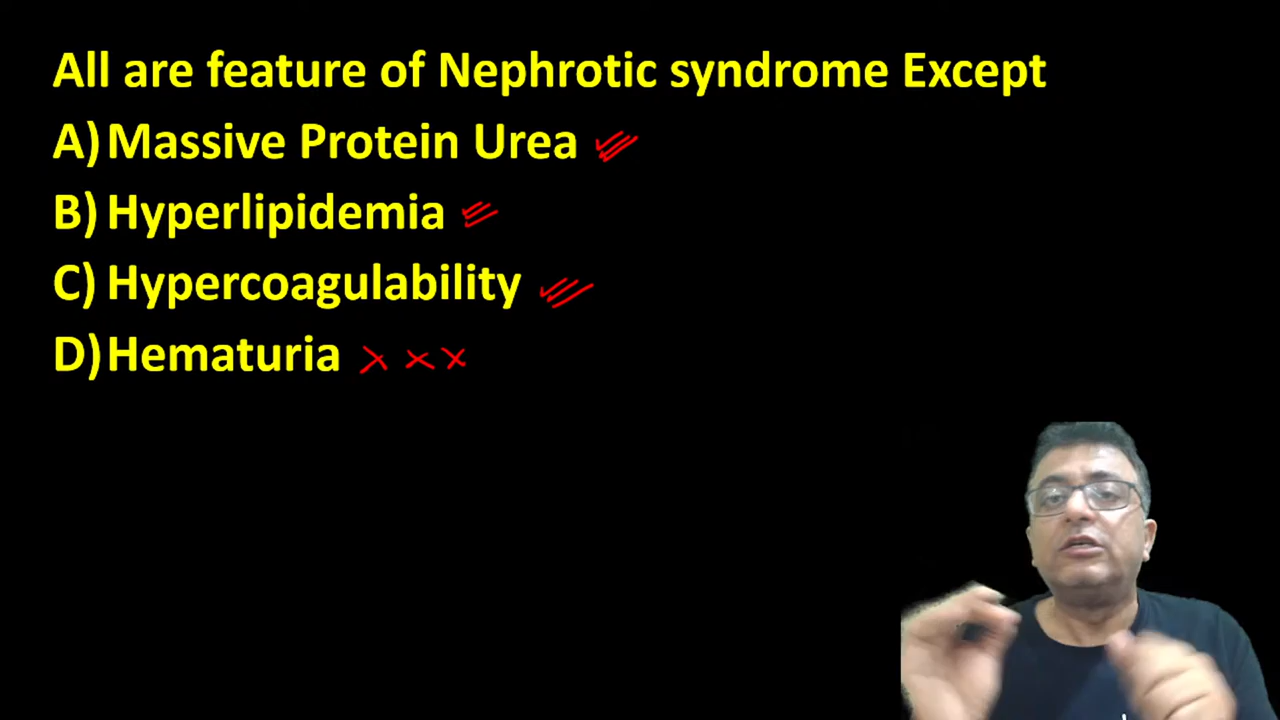 All are feature of Nephrotic syndrome Except
A) Massive Protein Urea
B) Hyperlipidemia
C) Hypercoagulability
D) Hematuria